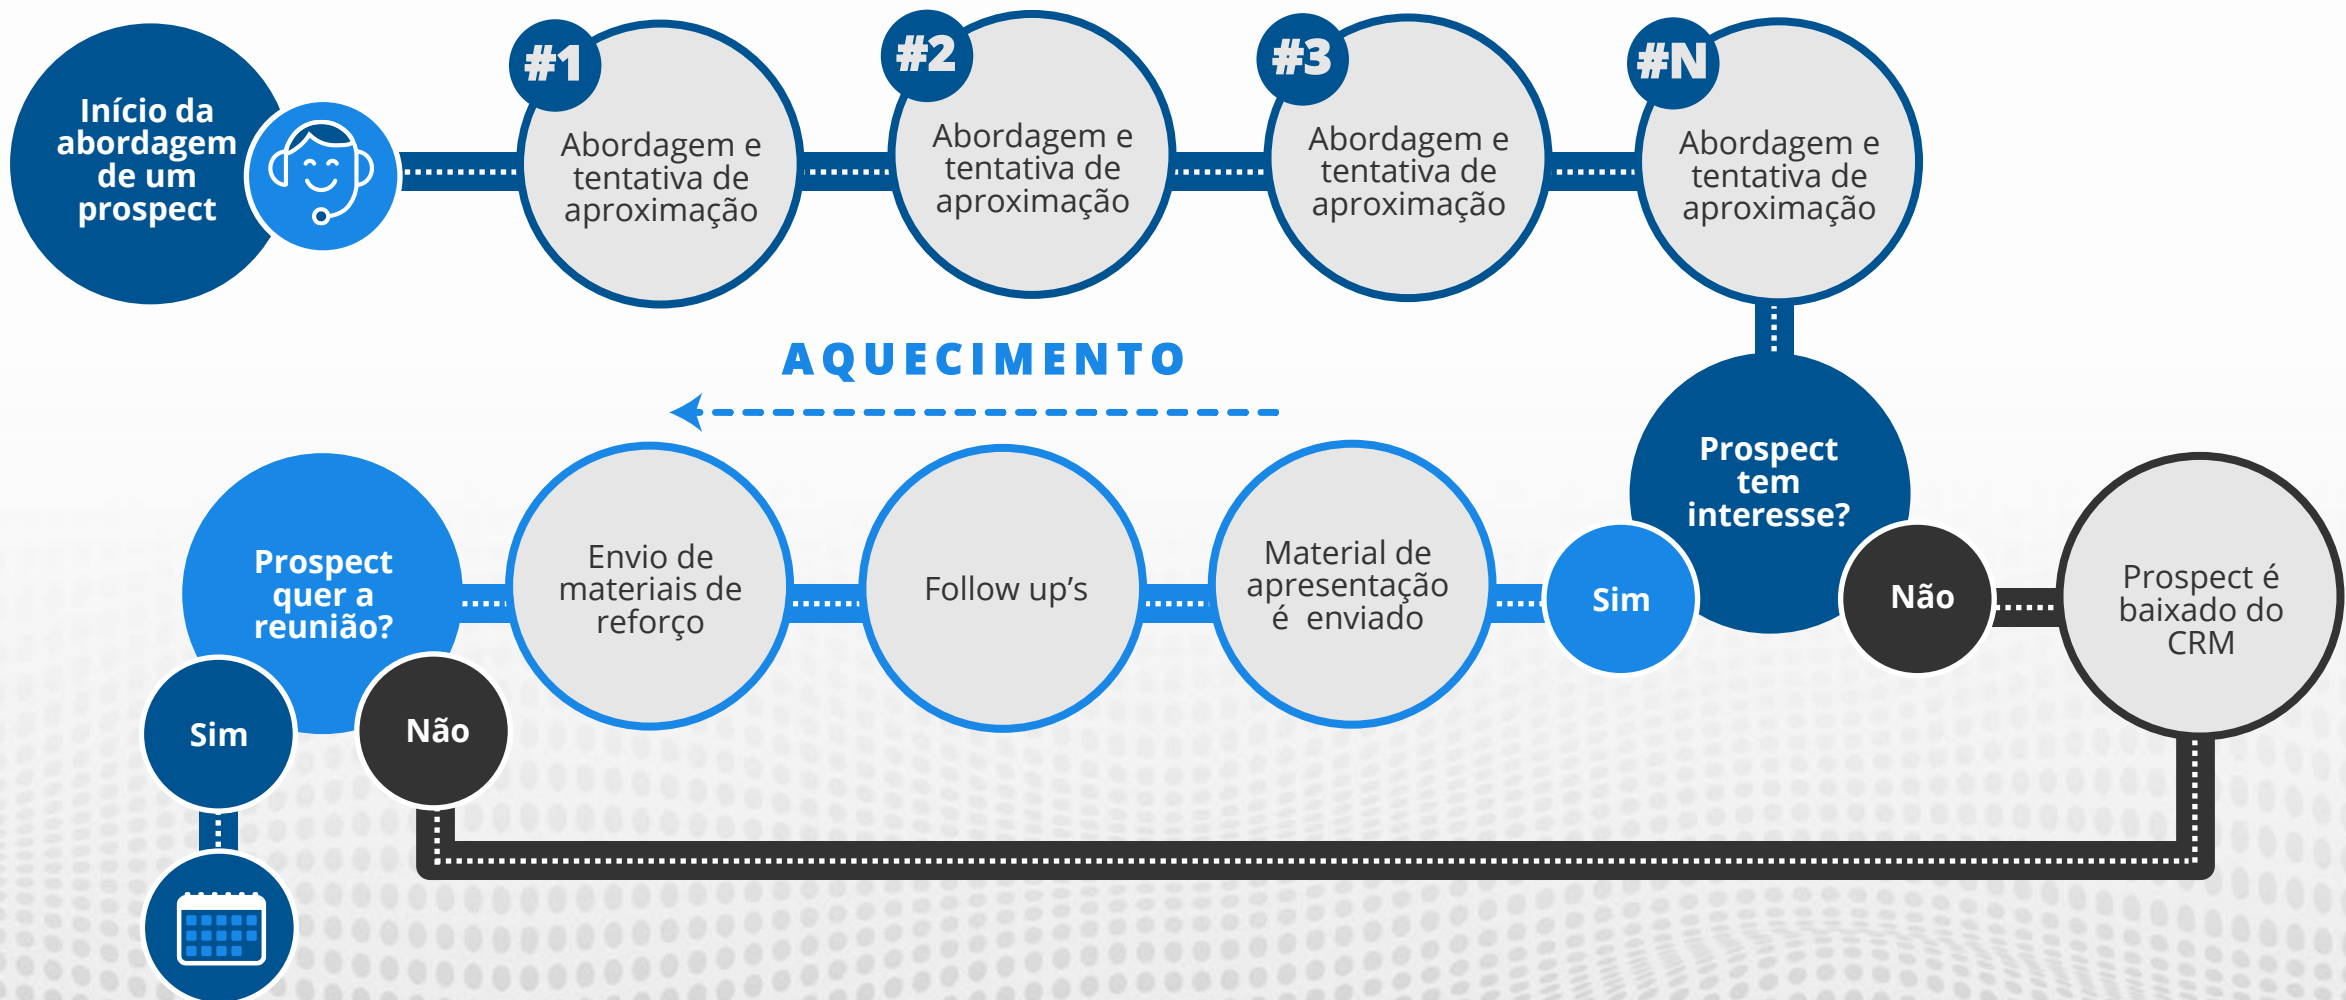 Início da
abordagem
de um
prospect
#1
Abordagem e
tentativa de
aproximação
#2
Abordagem e
tentativa de
aproximação
#3
Abordagem e
tentativa de
aproximação
#N
Abordagem e
tentativa de
aproximação
Prospect
tem
interesse?
Sim
Não
Prospect é
baixado do
CRM
AQUECIMENTO
Material de
apresentação
é  enviado
Follow up’s
Envio de
materiais de
reforço
Prospect
quer a
reunião?
Sim
Não